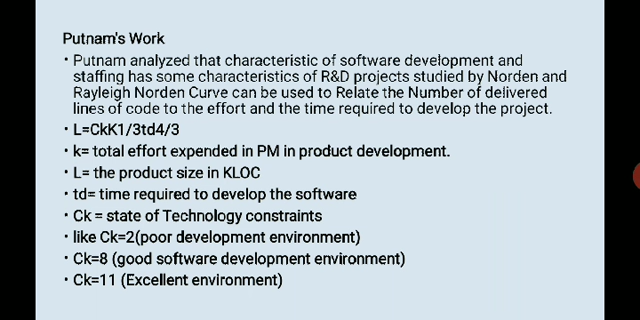 Putnam's Work
• Putnam analyzed that characteristic of software development and
staffing has some characteristics of R&D projects studied by Norden and
Rayleigh Norden Curve can be used to Relate the Number of delivered
lines of code to the effort and the time required to develop the project.
• L=CkK1/3td4/3
• k= total effort expended in PM in product development.
• L= the product size in KLOC
• td= time required to develop the software
• Ck = state of Technology constraints
• like Ck=2(poor development environment)
• Ck=8 (good software development environment)
• Ck=11 (Excellent environment)